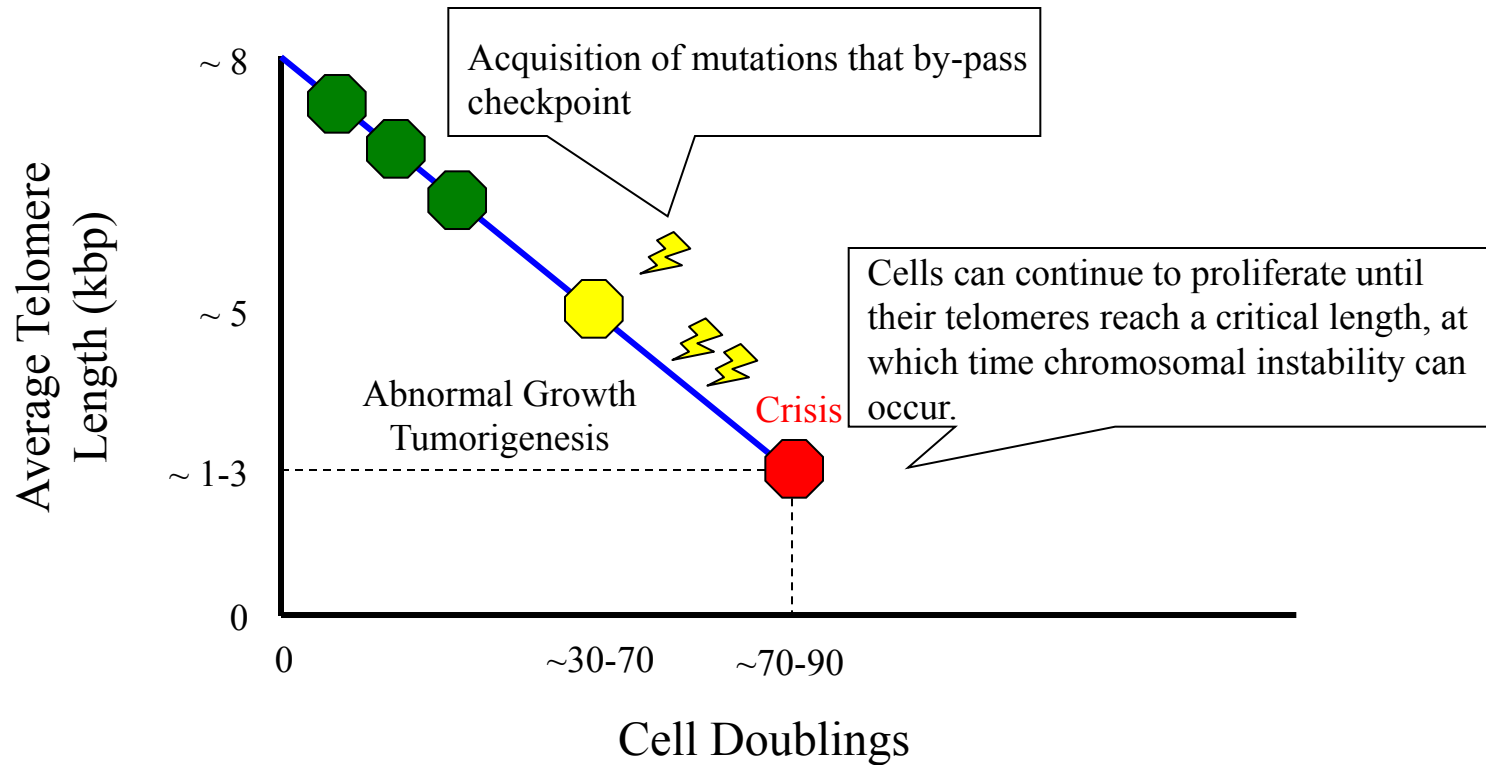 Acquisition of mutations that by-pass
checkpoint
~ 8
Average Telomere
Length (kbp)
~ 5
Cells can continue to proliferate until
their telomeres reach a critical length, at
which time chromosomal instability can
occur.
Abnormal Growth
Tumorigenesis
Crisis
~ 1-3
0
0
~30-70
~70-90
Cell Doublings